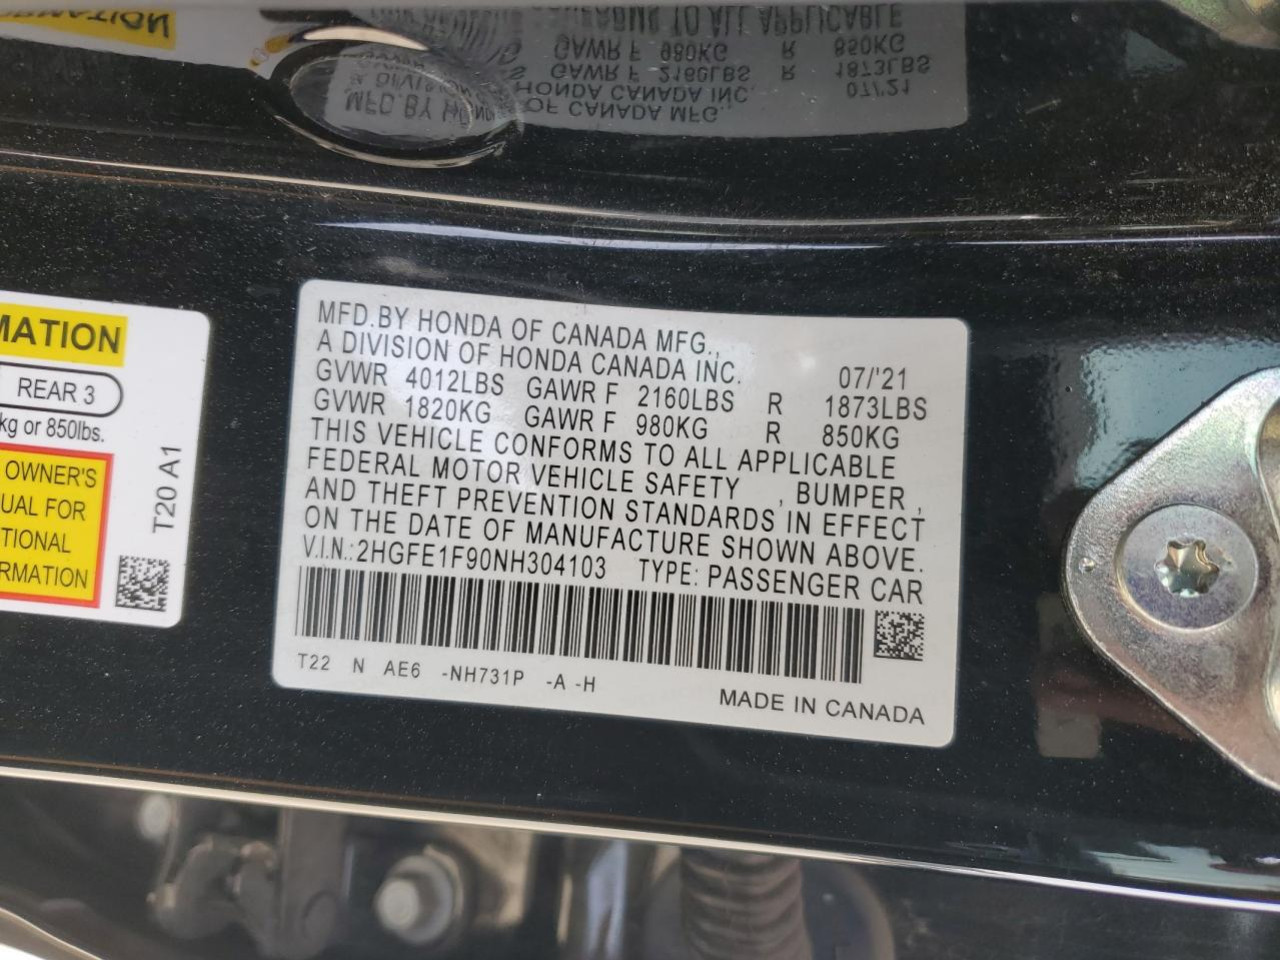 MATION
REAR 3
kg or 850lbs.
OWNER'S
UAL FOR
TIONAL
RMATION
T20 A1
MFD.BY HONDA OF CANADA MFG.,
A DIVISION OF HONDA CANADA INC. 07/'21
GVWR 4012LBS GAWR F 2160LBS R 1873LBS
GVWR 1820KG GAWR F 980KG R 850KG
THIS VEHICLE CONFORMS TO ALL APPLICABLE
FEDERAL MOTOR VEHICLE SAFETY , BUMPER ,
AND THEFT PREVENTION STANDARDS IN EFFECT
ON THE DATE OF MANUFACTURE SHOWN ABOVE.
V.I.N.:2HGFE1F90NH304103 TYPE: PASSENGER CAR
T22 N AE6 -NH731P -A -H
MADE IN CANADA